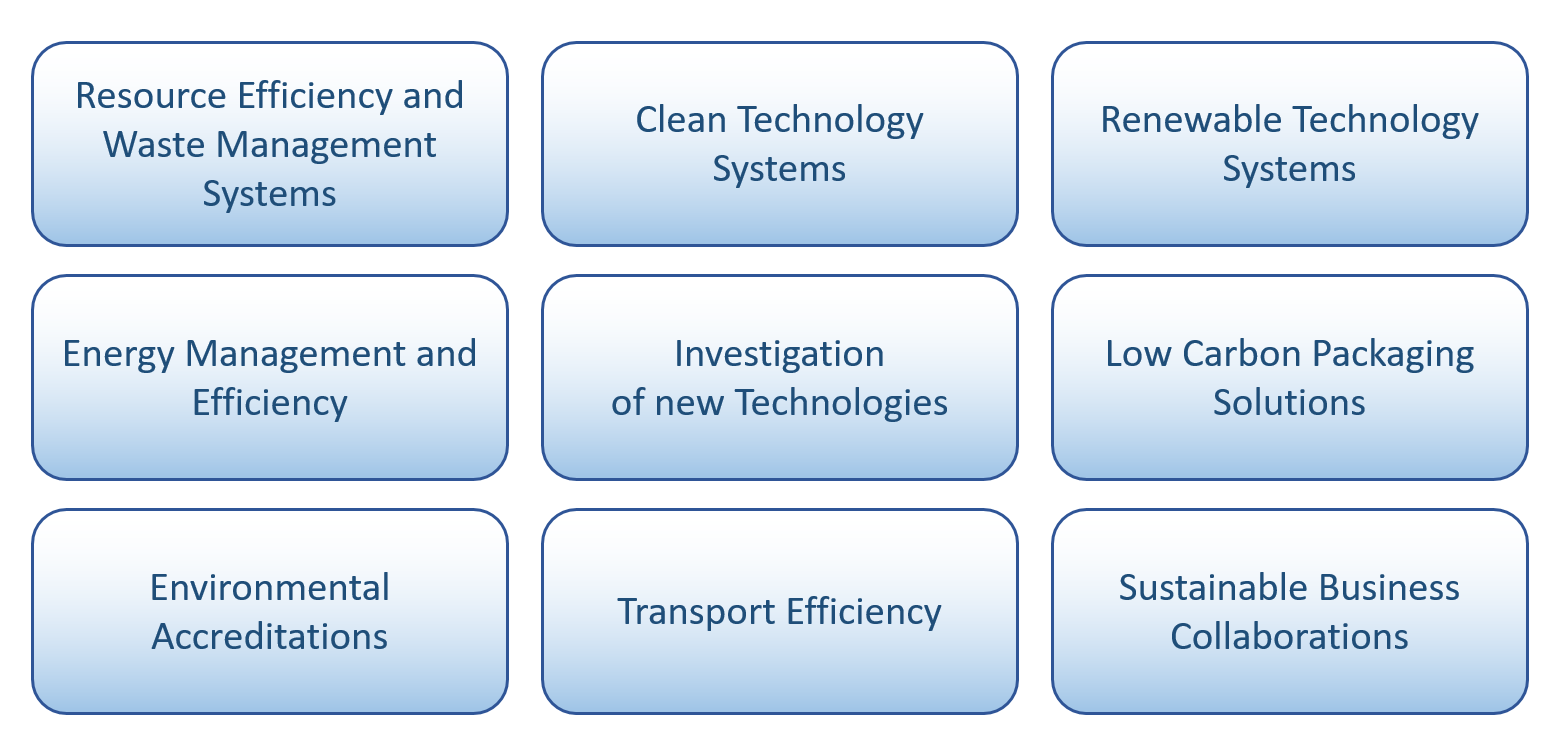 Resource Efficiency and
Waste Management
Systems
Clean Technology
Systems
Renewable Technology
Systems
Energy Management and
Efficiency
Investigation
of new Technologies
Low Carbon Packaging
Solutions
Environmental
Accreditations
Transport Efficiency
Sustainable Business
Collaborations